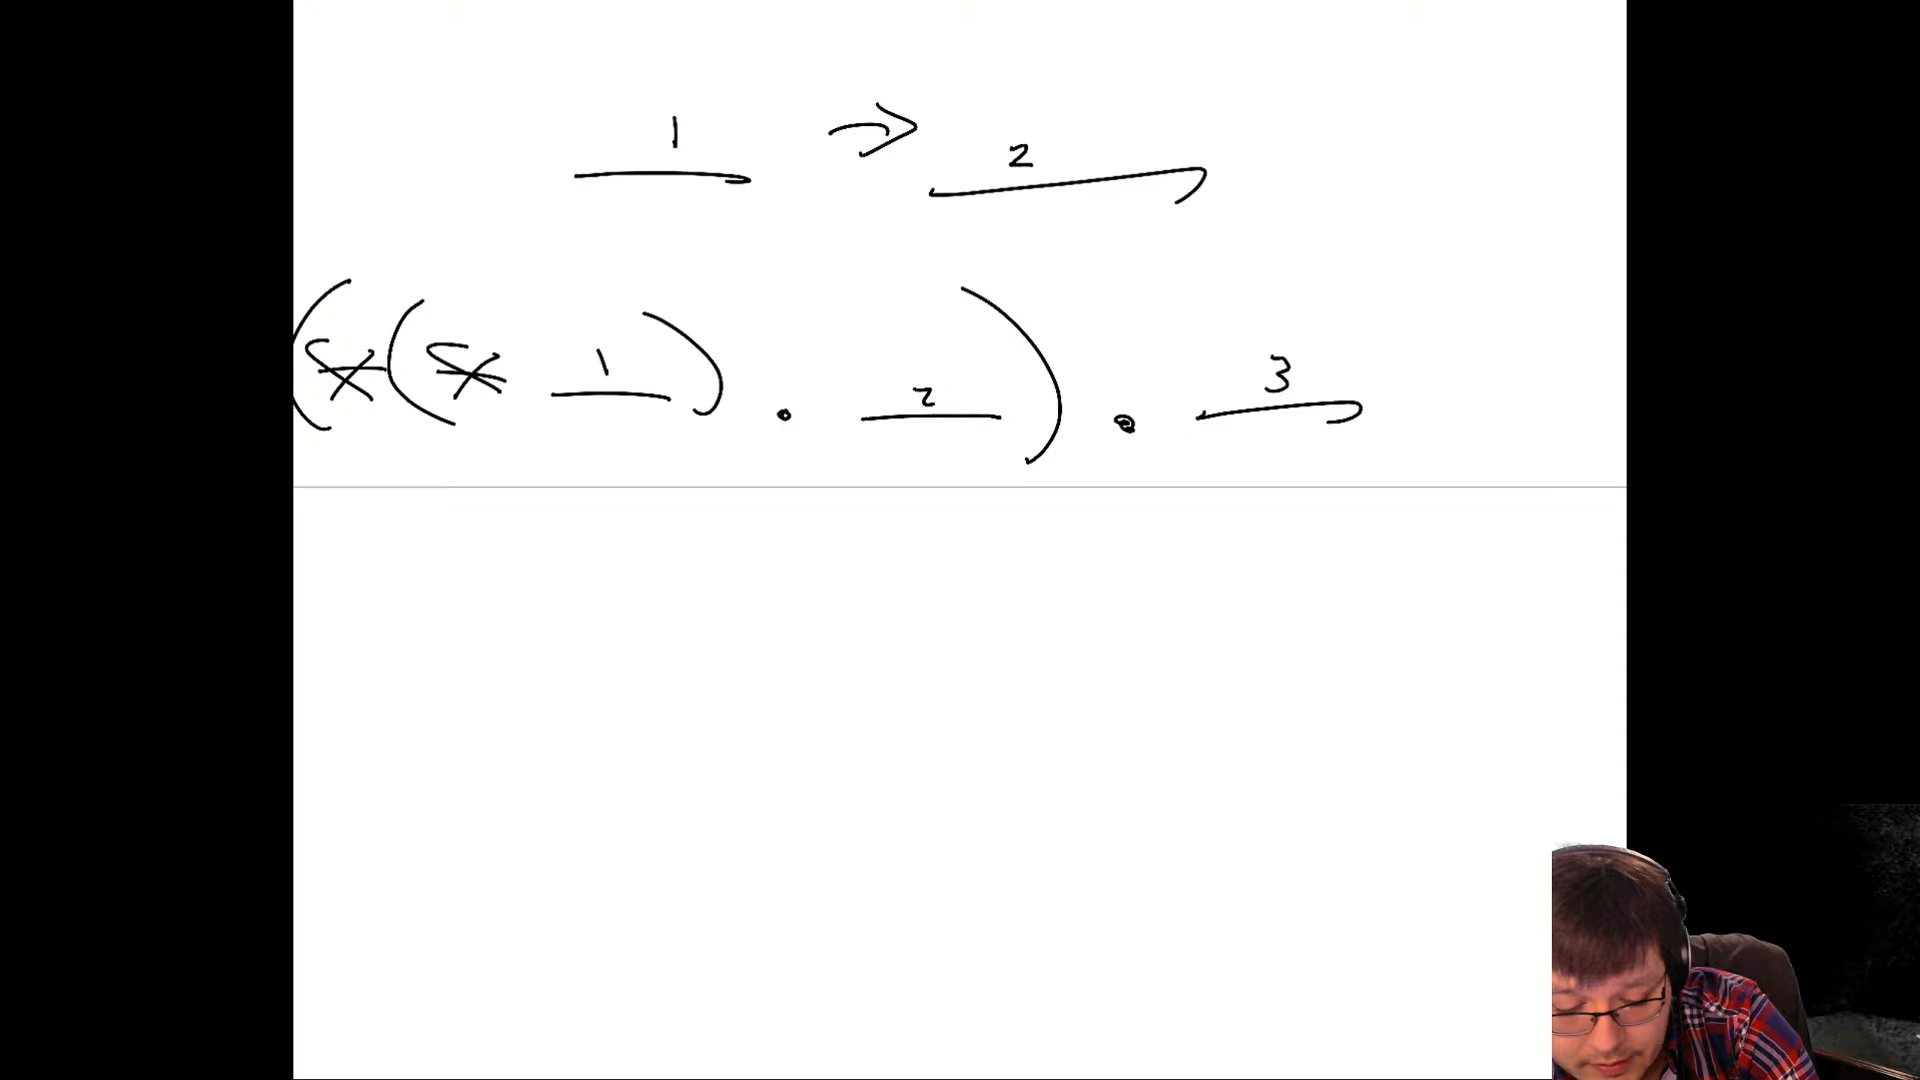 1 => 2
(*(* 1) . 2) . 3